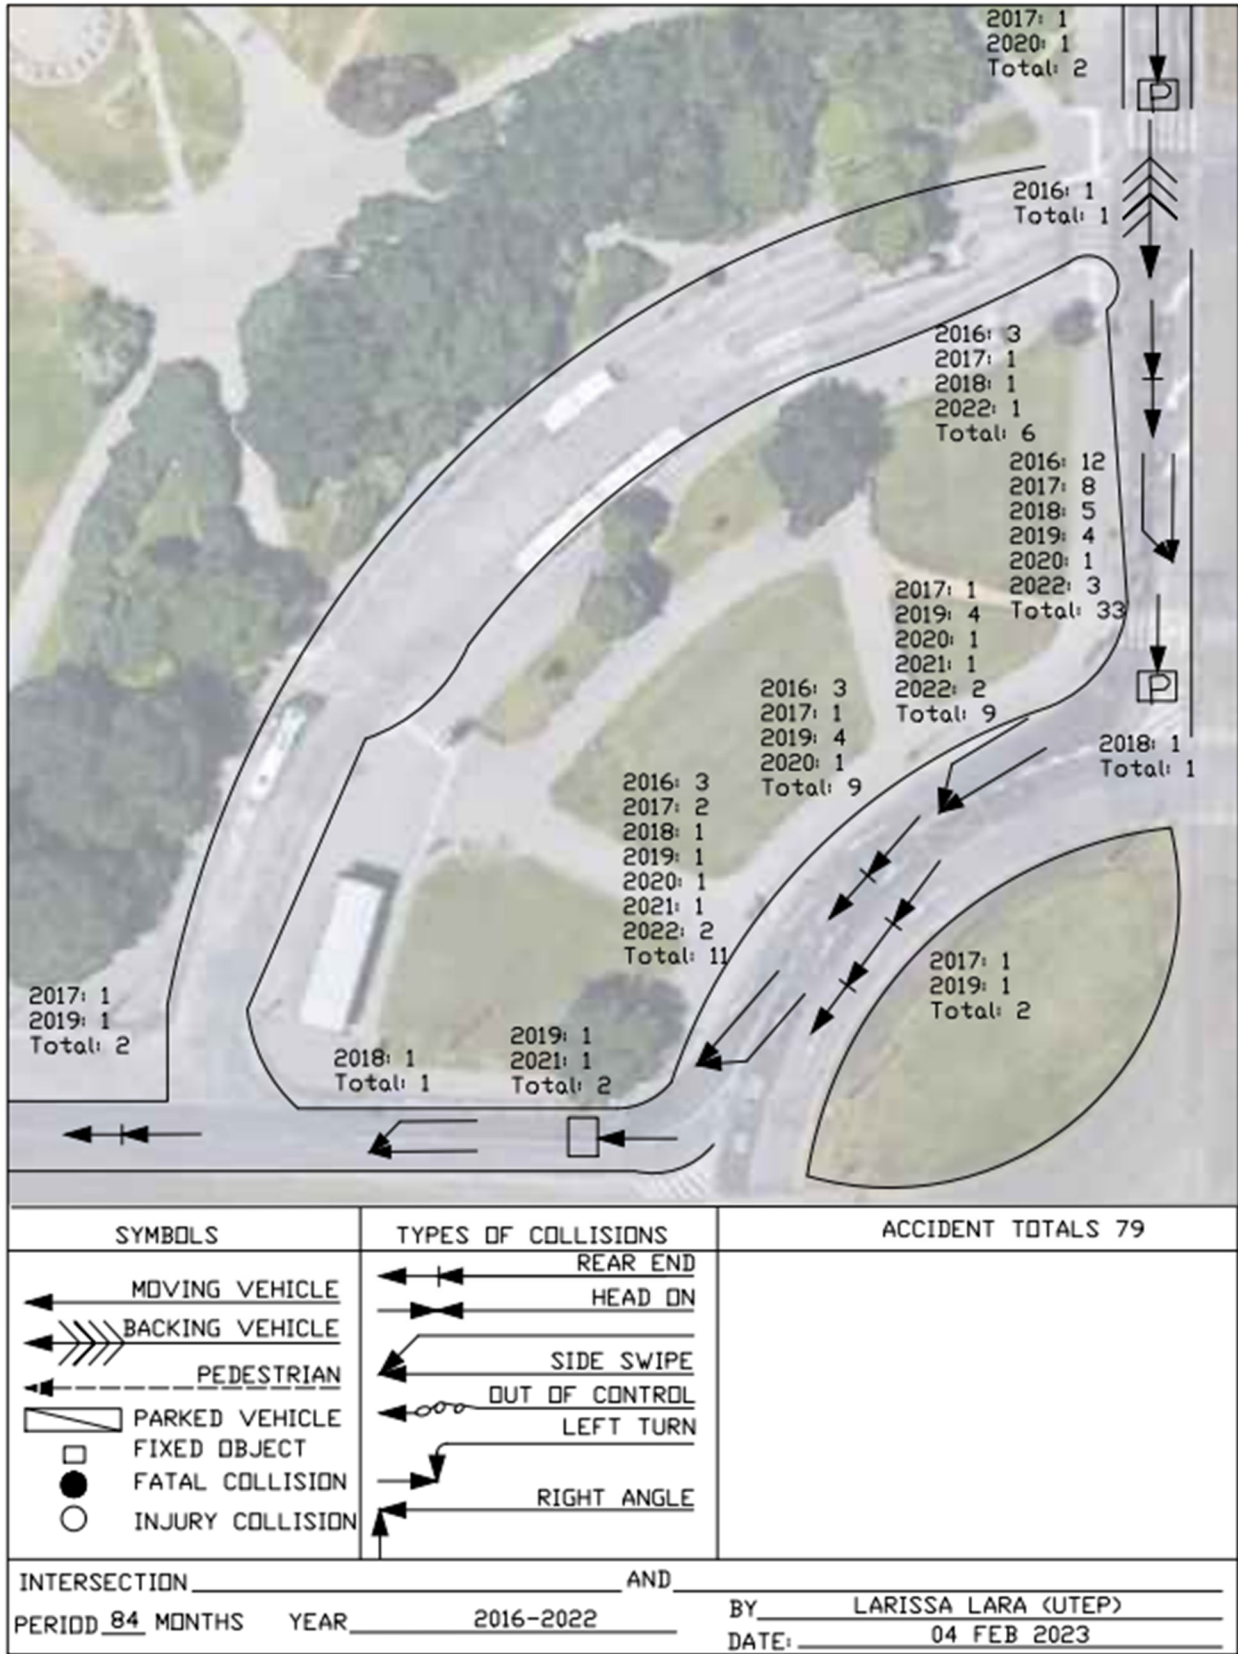 2017: 1
2020: 1
Total: 2
P
2016: 1
Total: 1
2016: 3
2017: 1
2018: 1
2022: 1
Total: 6
2016: 12
2017: 8
2018: 5
2019: 4
2020: 1
2022: 3
Total: 33
2017: 1
2019: 4
2020: 1
2021: 1
2022: 2
Total: 9
P
2018: 1
Total: 1
2016: 3
2017: 1
2019: 4
2020: 1
Total: 9
2016: 3
2017: 2
2018: 1
2019: 1
2020: 1
2021: 1
2022: 2
Total: 11
2017: 1
2019: 1
Total: 2
2017: 1
2019: 1
Total: 2
2018: 1
Total: 1
2019: 1
2021: 1
Total: 2
SYMBOLS
MOVING VEHICLE
BACKING VEHICLE
PEDESTRIAN
PARKED VEHICLE
FIXED OBJECT
FATAL COLLISION
INJURY COLLISION
TYPES OF COLLISIONS
REAR END
HEAD ON
SIDE SWIPE
OUT OF CONTROL
LEFT TURN
RIGHT ANGLE
ACCIDENT TOTALS 79
INTERSECTION AND
PERIOD 84 MONTHS YEAR 2016-2022
BY LARISSA LARA (UTEP)
DATE: 04 FEB 2023